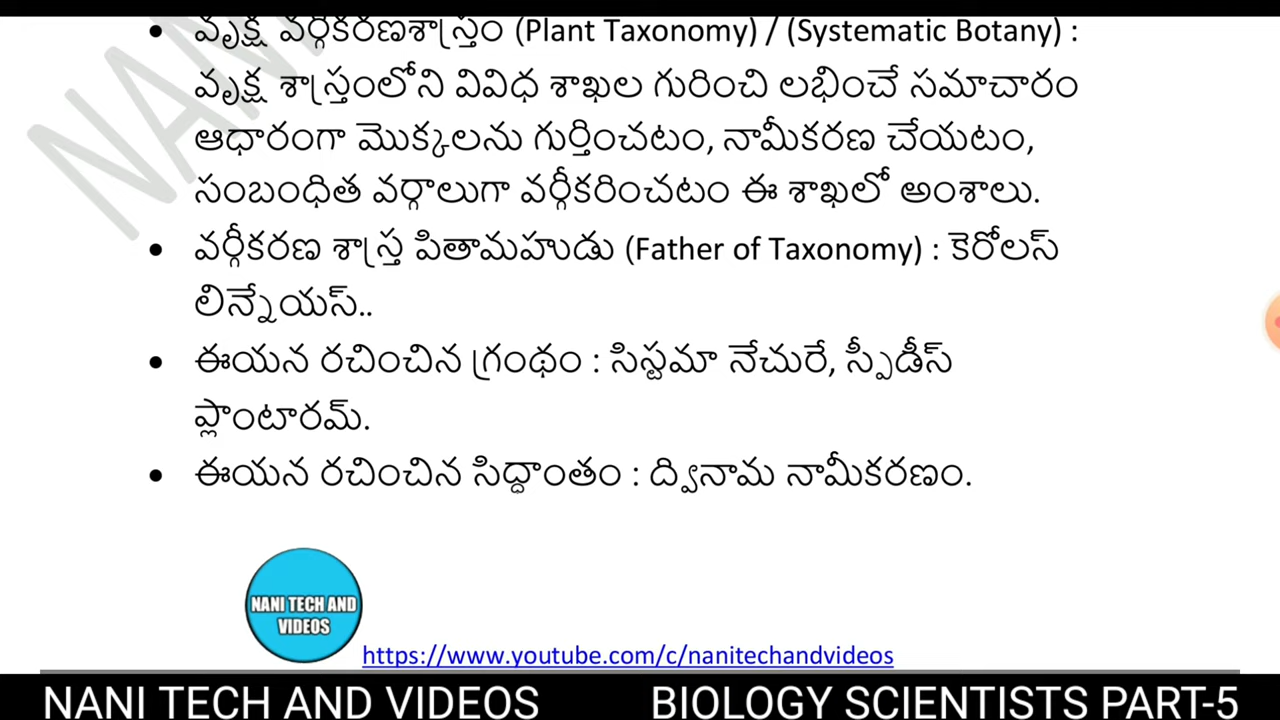 • వృక్ష వర్గీకరణశాస్త్రం (Plant Taxonomy) / (Systematic Botany) :
వృక్ష శాస్త్రంలోని వివిధ శాఖల గురించి లభించే సమాచారం
ఆధారంగా మొక్కలను గుర్తించటం, నామీకరణ చేయటం,
సంబంధిత వర్గాలుగా వర్గీకరించటం ఈ శాఖలో అంశాలు.
• వర్గీకరణ శాస్త్ర పితామహుడు (Father of Taxonomy) : కెరోలస్
లిన్నేయస్..
• ఈయన రచించిన గ్రంథం : సిస్టమా నేచురే, స్పీడీస్
ప్లాంటారమ్.
• ఈయన రచించిన సిద్ధాంతం : ద్వినామ నామీకరణం.
NANI TECH AND
VIDEOS
https://www.youtube.com/c/nanitechandvideos
NANI TECH AND VIDEOS BIOLOGY SCIENTISTS PART-5